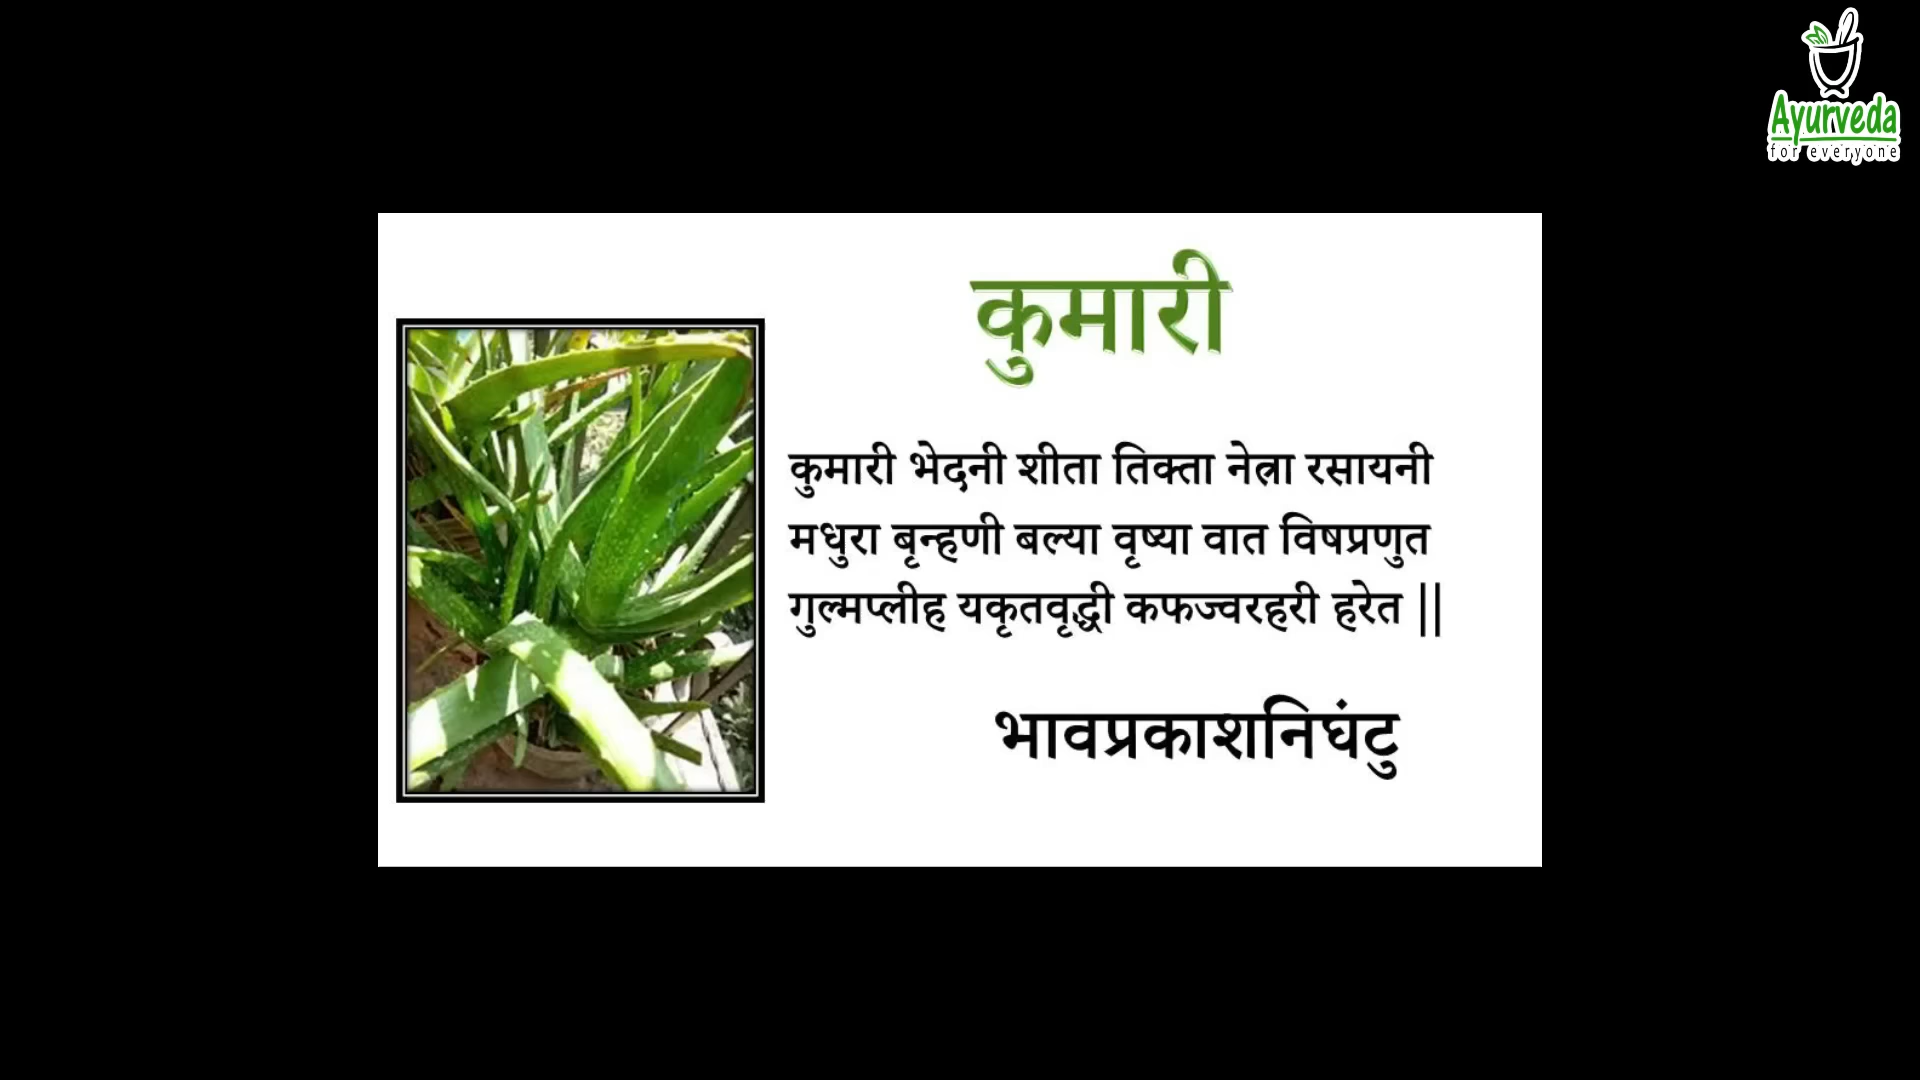 Ayurveda
for everyone
कुमारी
कुमारी भेदनी शीता तिक्ता नेत्रा रसायनी
मधुरा बृन्हणी बल्या वृष्या वात विषप्रणुत
गुल्मप्लीह यकृतवृद्धी कफज्वरहरी हरेत ||
भावप्रकाशनिघंटु